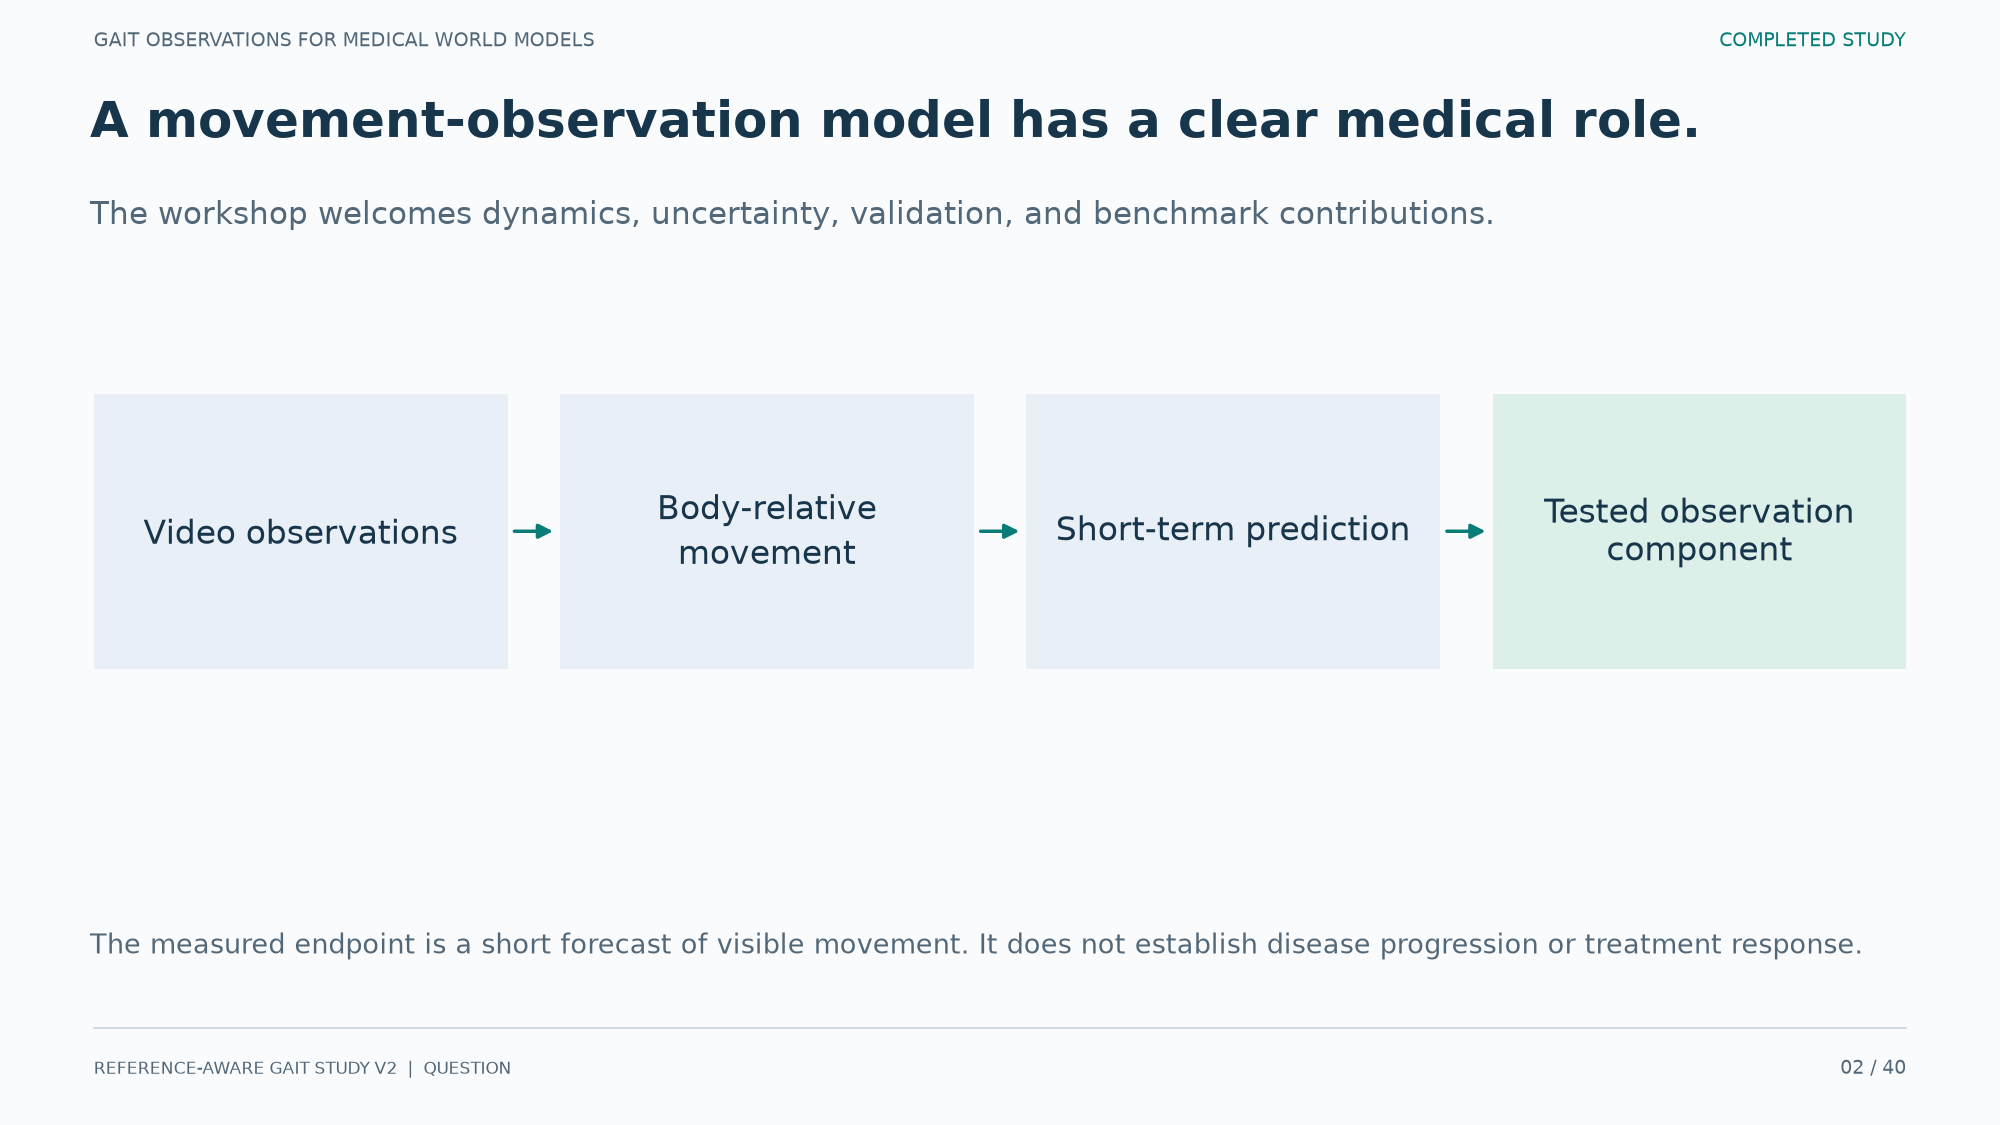 GAIT OBSERVATIONS FOR MEDICAL WORLD MODELS
COMPLETED STUDY
A movement-observation model has a clear medical role.
The workshop welcomes dynamics, uncertainty, validation, and benchmark contributions.
Video observations
Body-relative
movement
Short-term prediction
Tested observation
component
The measured endpoint is a short forecast of visible movement. It does not establish disease progression or treatment response.
REFERENCE-AWARE GAIT STUDY V2 | QUESTION
02 / 40